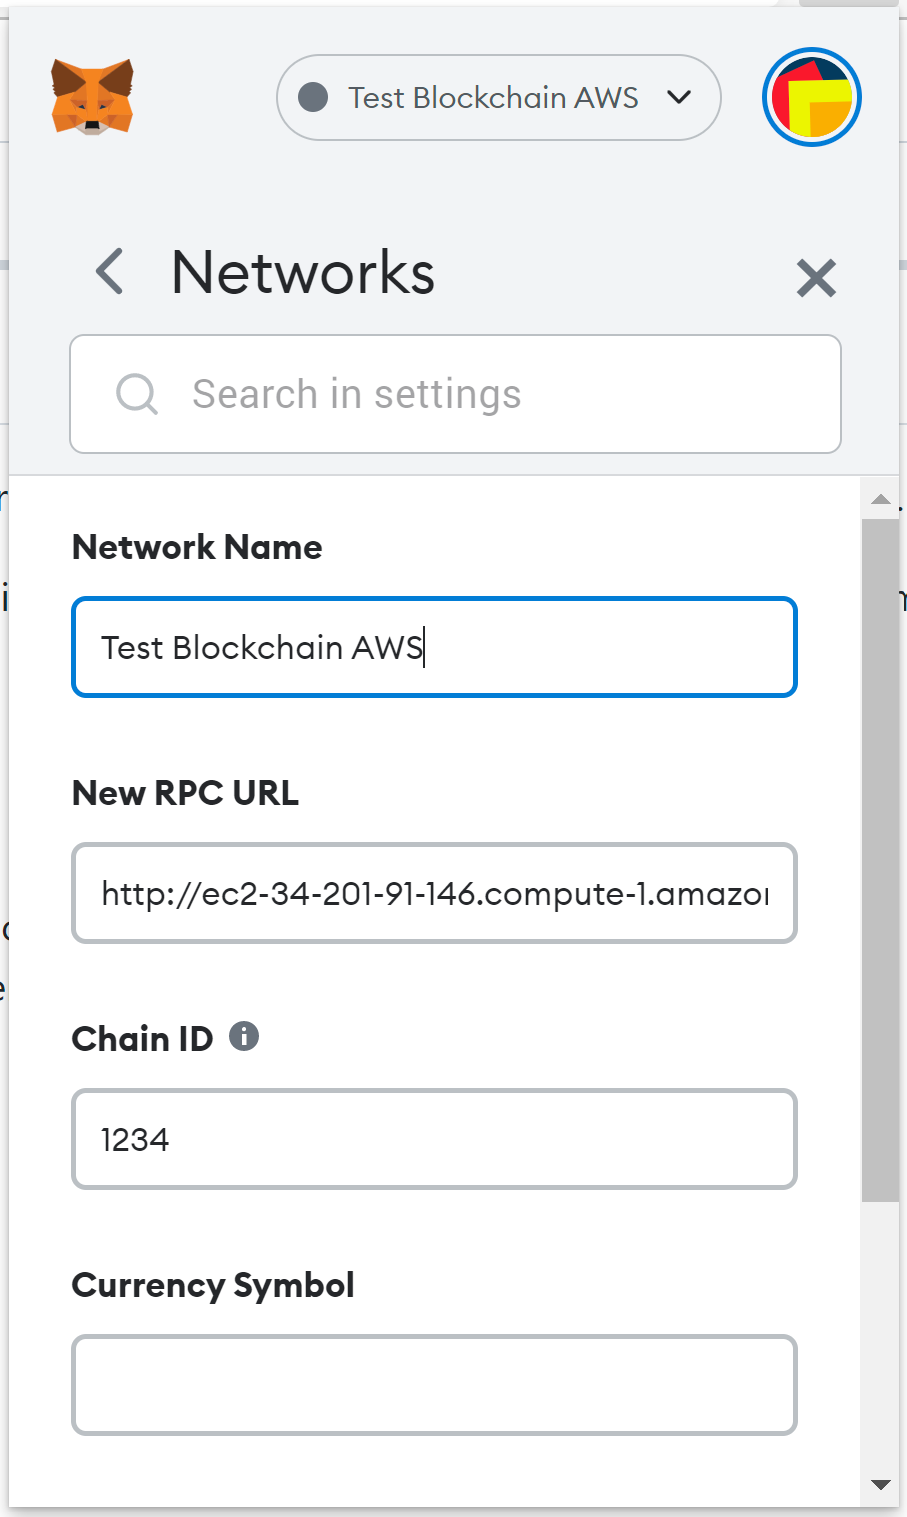 Test Blockchain AWS
Networks
Search in settings
Network Name
Test Blockchain AWS
New RPC URL
http://ec2-34-201-91-146.compute-1.amazo
Chain ID
1234
Currency Symbol